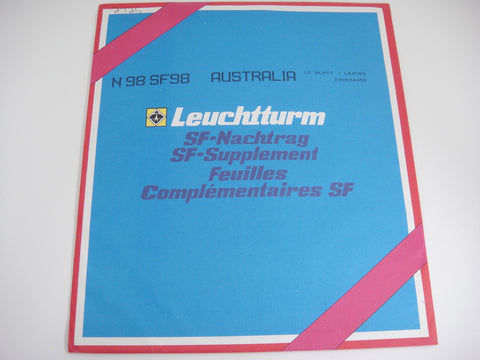 N 98 SF98 AUSTRALIA 10 BLATT / LEAVES
Leuchtturm
SF-Nachtrag
SF-Supplement
Feuilles
Complémentaires SF